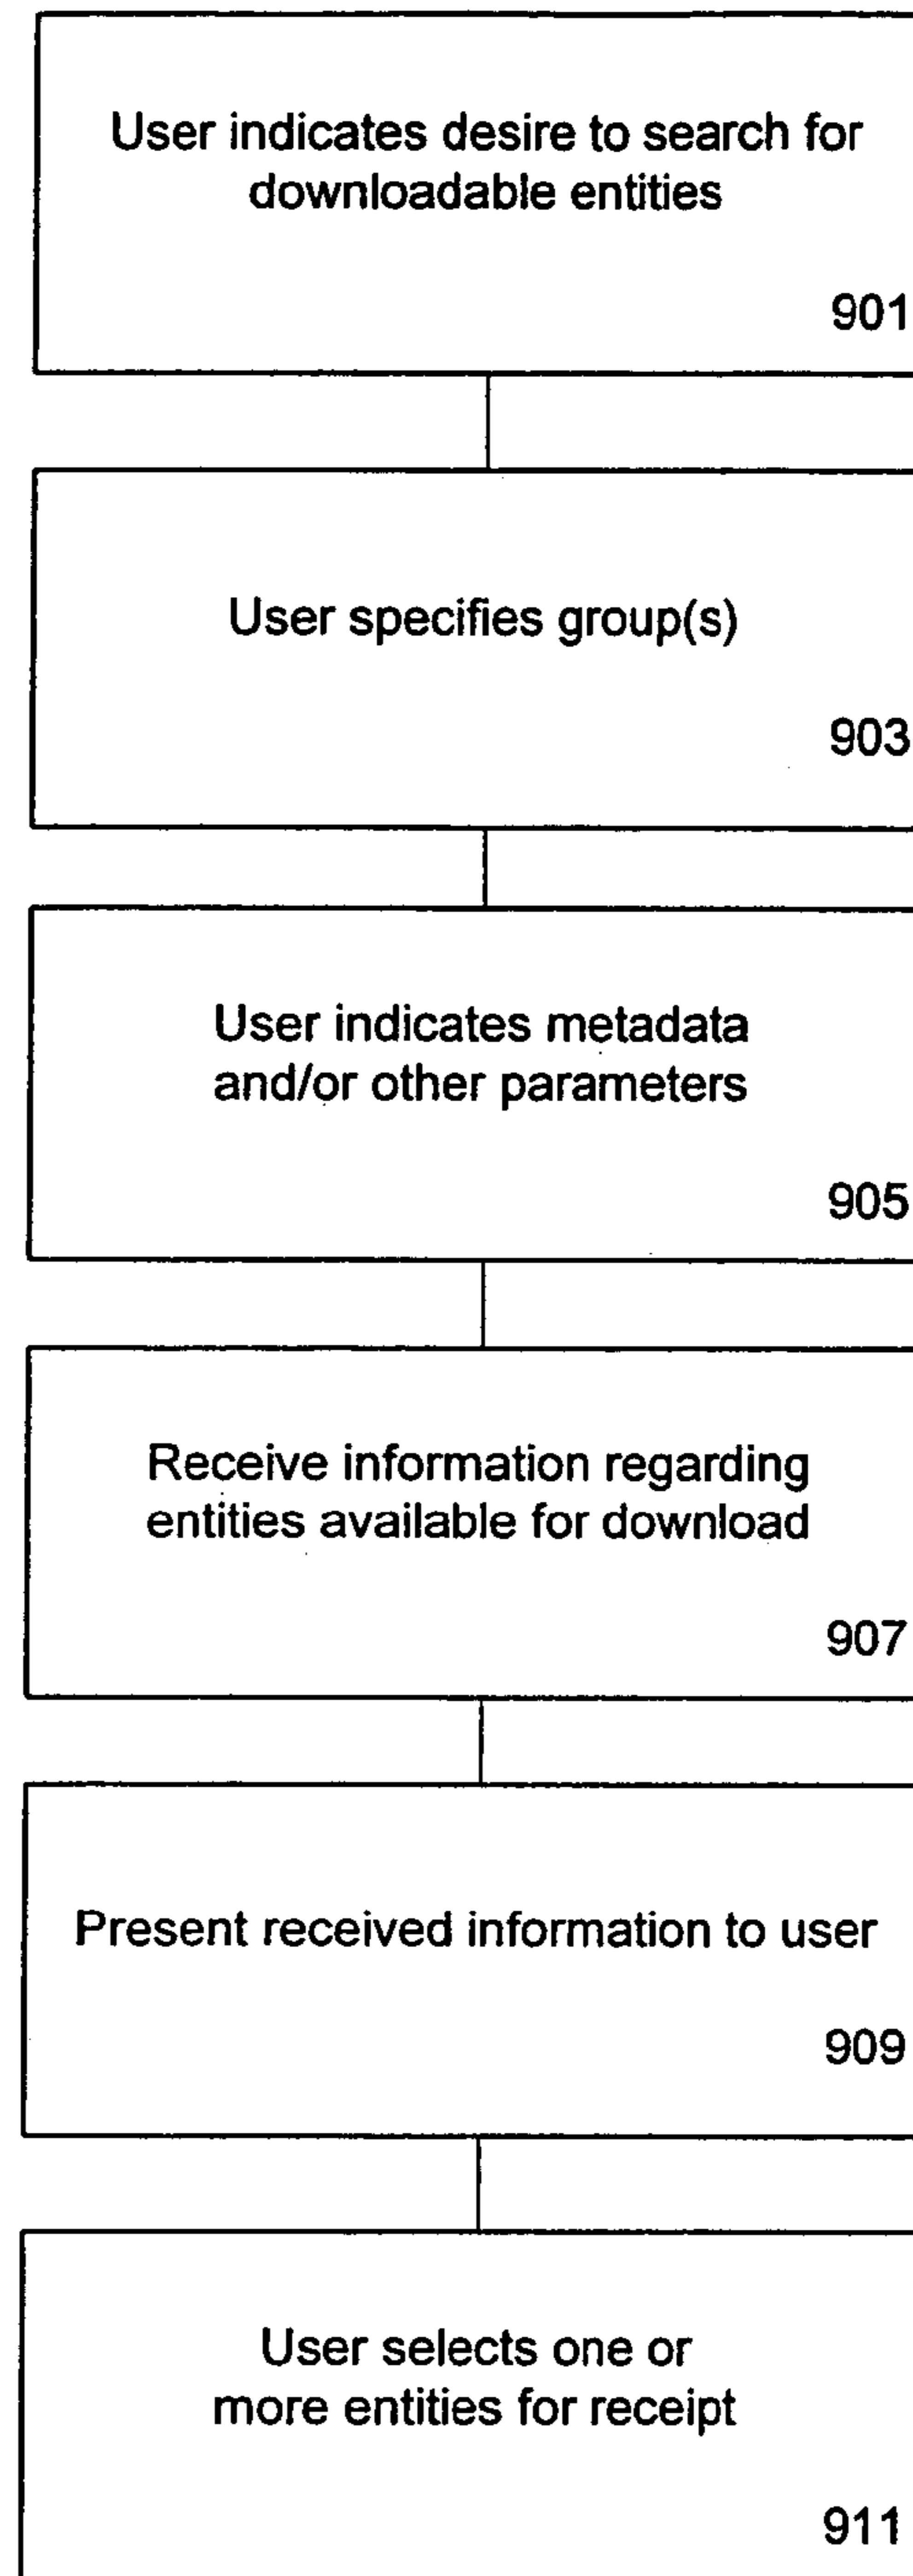 User indicates desire to search for
downloadable entities
901
User specifies group(s)
903
User indicates metadata
and/or other parameters
905
Receive information regarding
entities available for download
907
Present received information to user
909
User selects one or
more entities for receipt
911